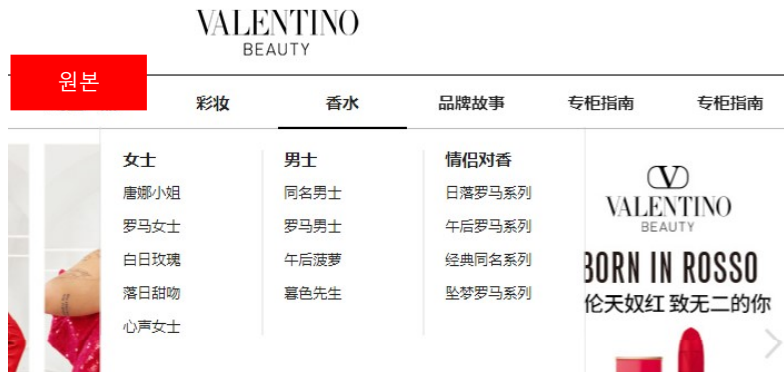 VALENTINO
BEAUTY
원본
彩妆 香水 品牌故事 专柜指南 专柜指南
女士 男士 情侣对香
唐娜小姐 同名男士 日落罗马系列
罗马女士 罗马男士 午后罗马系列
白日玫瑰 午后菠萝 经典同名系列
落日甜吻 暮色先生 坠梦罗马系列
心声女士
VALENTINO
BEAUTY
BORN IN ROSSO
伦天奴红 致无二的你